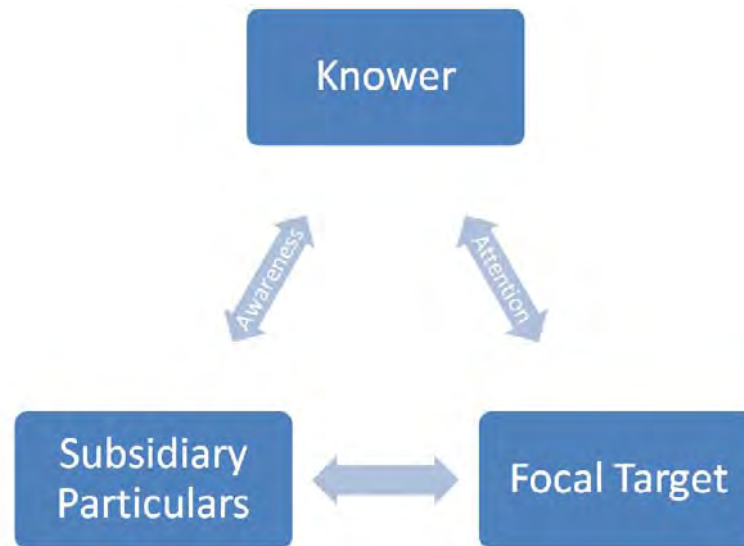 Knower
Awareness
Attention
Subsidiary
Particulars
Focal Target